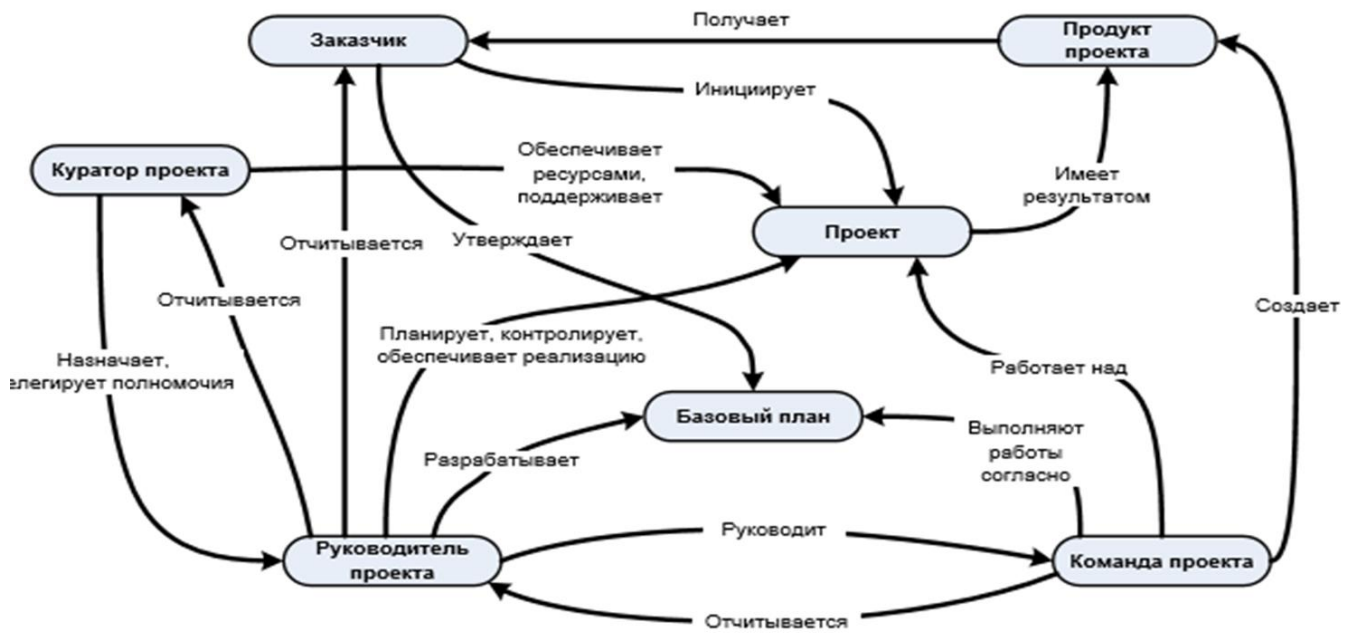 Получает
Заказчик
Продукт
проекта
Инициирует
Куратор проекта
Обеспечивает
ресурсами,
поддерживает
Имеет
результатом
Проект
Отчитывается
Утверждает
Отчитывается
Создает
Планирует, контролирует,
обеспечивает реализацию
Назначает,
елегирует полномочия
Работает над
Базовый план
Выполняют
работы
согласно
Разрабатывает
Руководит
Руководитель
проекта
Команда проекта
Отчитывается